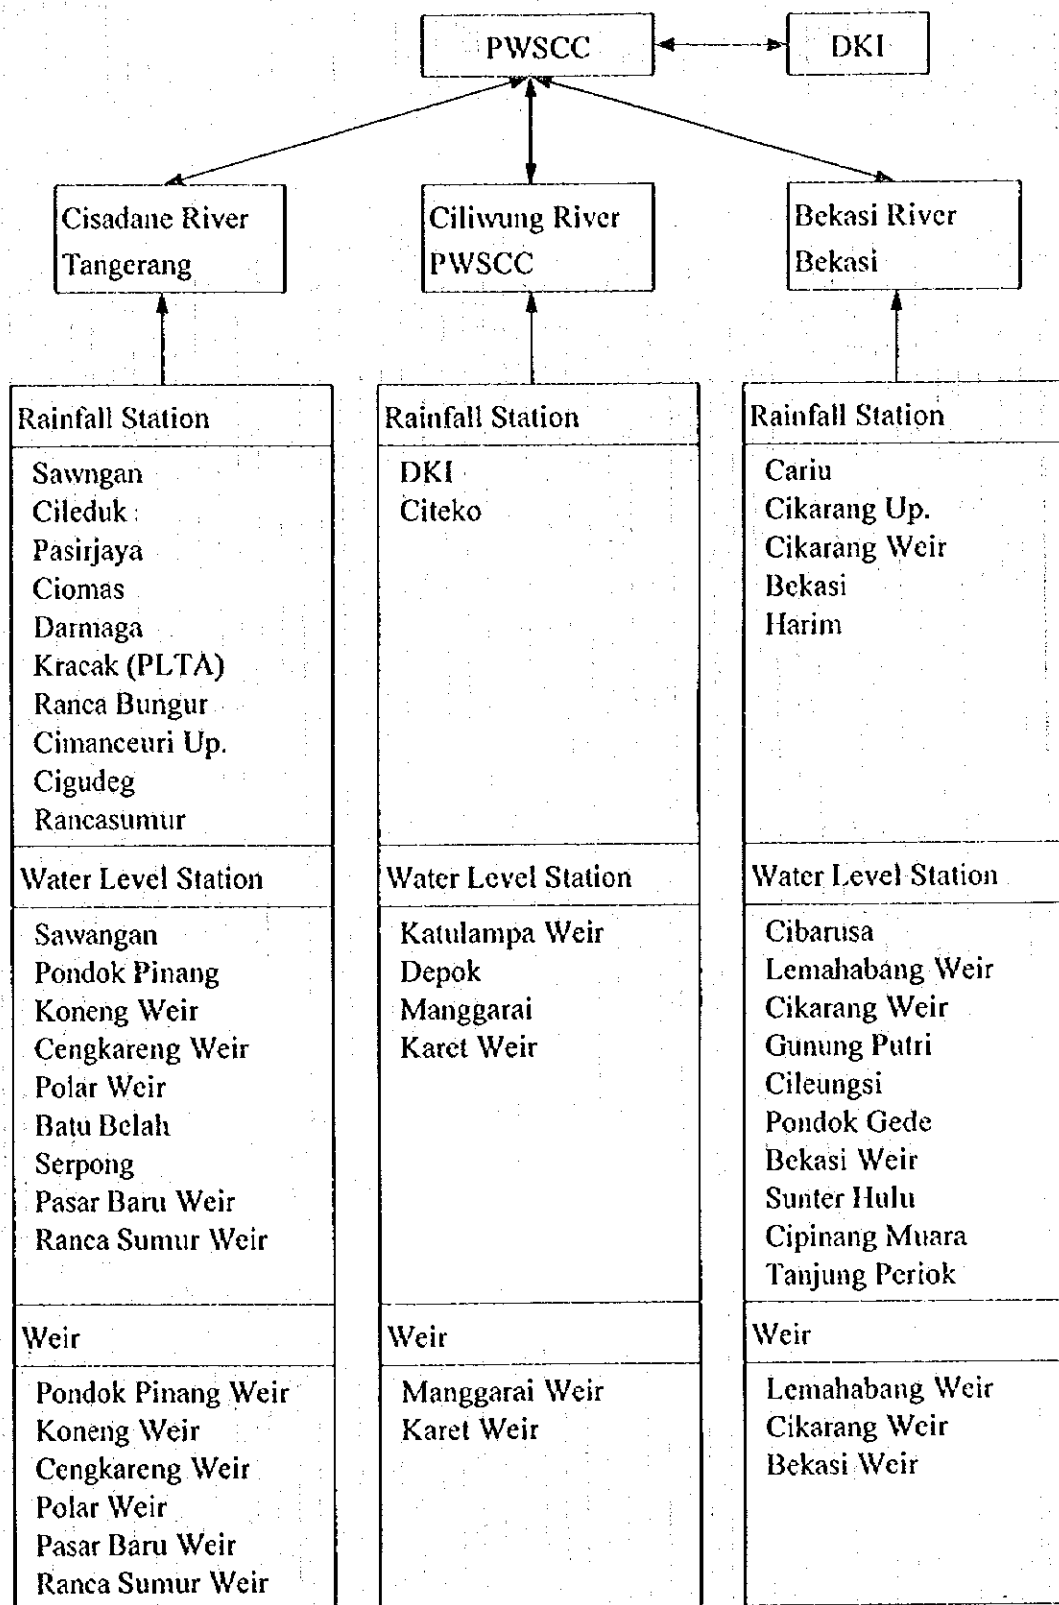 PWSCC
DKI
Cisadane River
Tangerang
Ciliwung River
PWSCC
Bekasi River
Bekasi
Rainfall Station
Sawngan
Cileduk
Pasirjaya
Ciomas
Darmaga
Kracak (PLTA)
Ranca Bungur
Cimanceuri Up.
Cigudeg
Rancasumur
Water Level Station
Sawangan
Pondok Pinang
Koneng Weir
Cengkareng Weir
Polar Weir
Batu Belah
Serpong
Pasar Baru Weir
Ranca Sumur Weir
Weir
Pondok Pinang Weir
Koneng Weir
Cengkareng Weir
Polar Weir
Pasar Baru Weir
Ranca Sumur Weir
Rainfall Station
DKI
Citeko
Water Level Station
Katulampa Weir
Depok
Manggarai
Karet Weir
Weir
Manggarai Weir
Karet Weir
Rainfall Station
Cariu
Cikarang Up.
Cikarang Weir
Bekasi
Harim
Water Level Station
Cibarusa
Lemahabang Weir
Cikarang Weir
Gunung Putri
Cileungsi
Pondok Gede
Bekasi Weir
Sunter Hulu
Cipinang Muara
Tanjung Periok
Weir
Lemahabang Weir
Cikarang Weir
Bekasi Weir